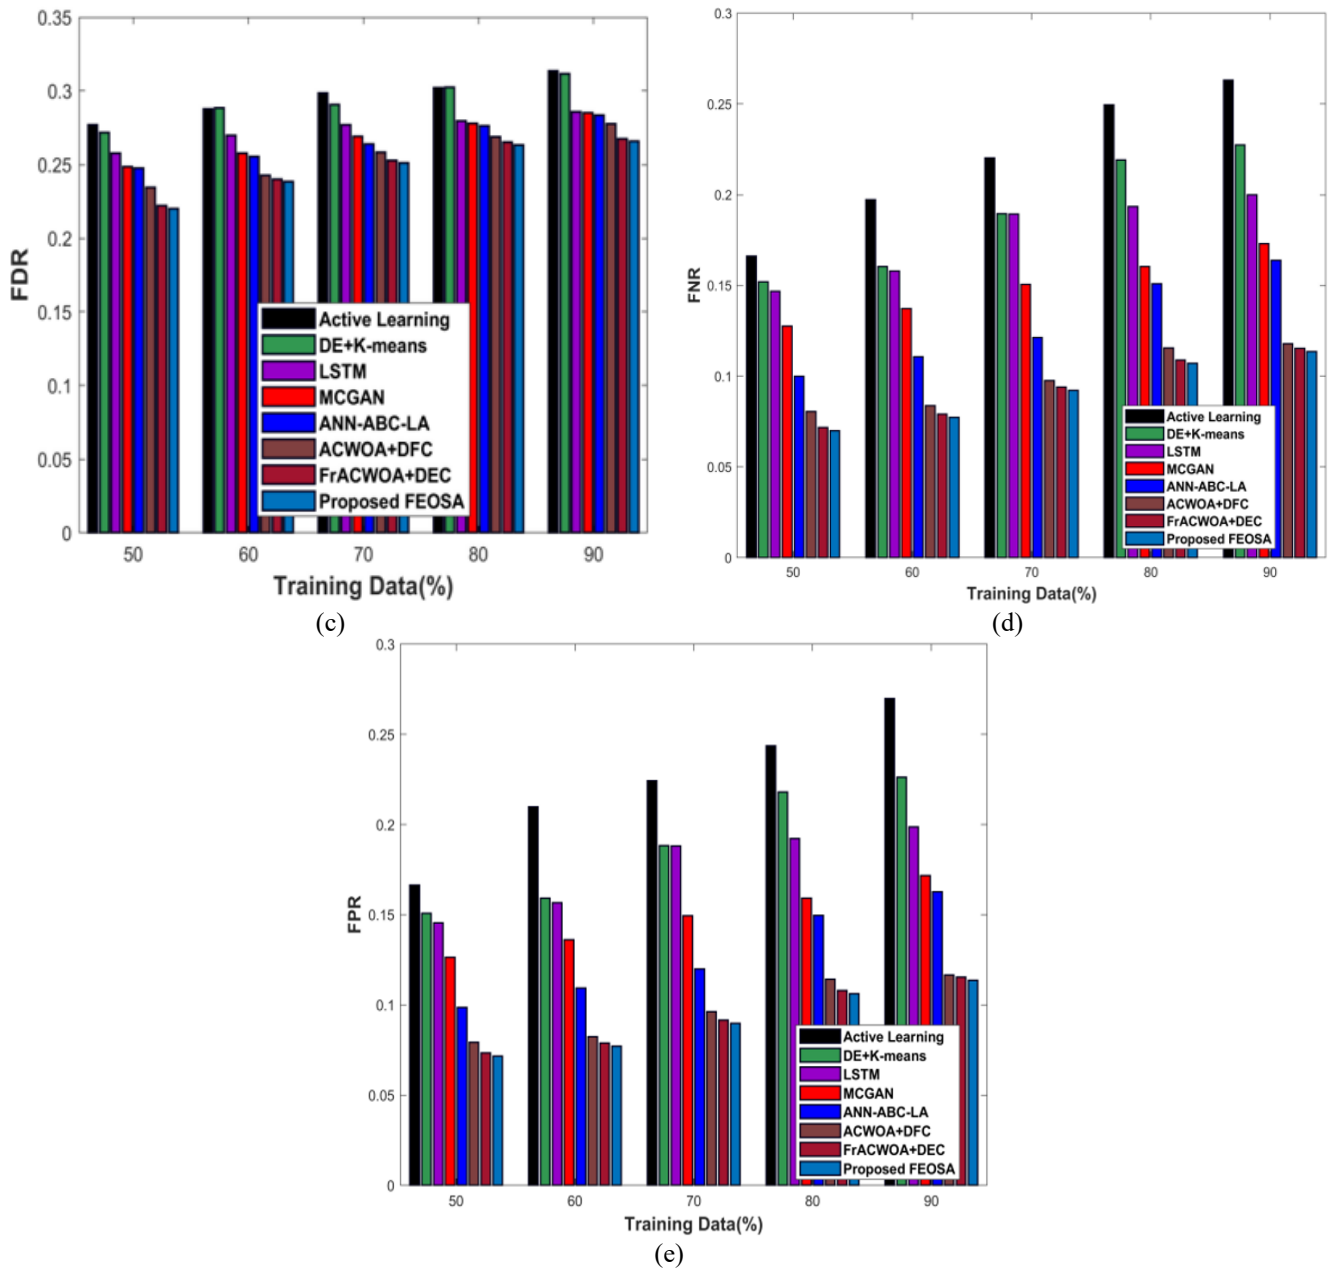 0.35
0.3
0.25
0.2
0.15
0.1
0.05
0
FDR
Active Learning
DE+K-means
LSTM
MCGAN
ANN-ABC-LA
ACWOA+DFC
FrACWOA+DEC
Proposed FEOSA
50 60 70 80 90
Training Data(%)
(c)
0.3
0.25
0.2
0.15
0.1
0.05
0
FNR
Active Learning
DE+K-means
LSTM
MCGAN
ANN-ABC-LA
ACWOA+DFC
FrACWOA+DEC
Proposed FEOSA
50 60 70 80 90
Training Data(%)
(d)
0.3
0.25
0.2
0.15
0.1
0.05
0
FPR
Active Learning
DE+K-means
LSTM
MCGAN
ANN-ABC-LA
ACWOA+DFC
FrACWOA+DEC
Proposed FEOSA
50 60 70 80 90
Training Data(%)
(e)